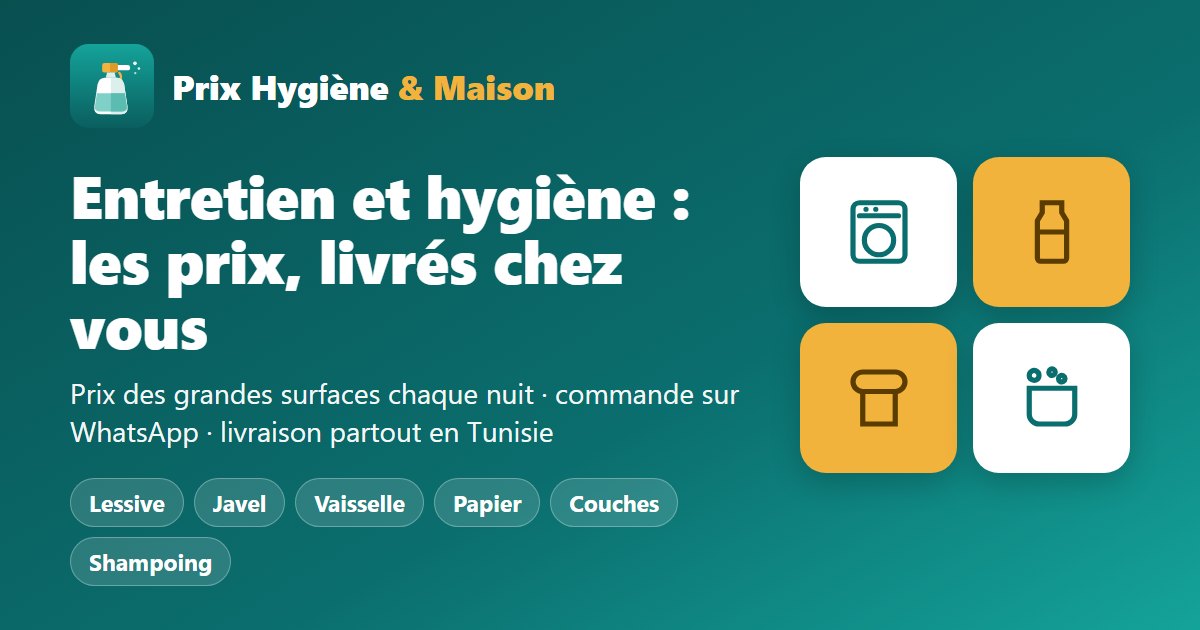 Prix Hygiène & Maison
Entretien et hygiène :
les prix, livrés chez
vous
Prix des grandes surfaces chaque nuit · commande sur
WhatsApp · livraison partout en Tunisie
Lessive
Javel
Vaisselle
Papier
Couches
Shampoing